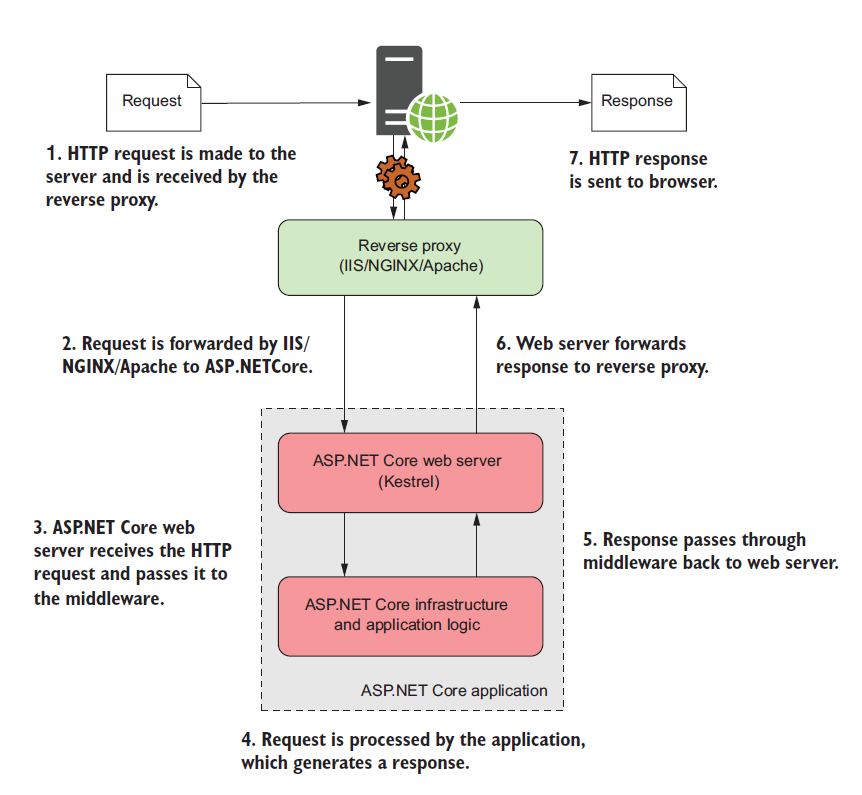 Request
Response
1. HTTP request is made to the
server and is received by the
reverse proxy.
7. HTTP response
is sent to browser.
Reverse proxy
(IIS/NGINX/Apache)
2. Request is forwarded by IIS/
NGINX/Apache to ASP.NETCore.
6. Web server forwards
response to reverse proxy.
ASP.NET Core web server
(Kestrel)
3. ASP.NET Core web
server receives the HTTP
request and passes it to
the middleware.
5. Response passes through
middleware back to web server.
ASP.NET Core infrastructure
and application logic
ASP.NET Core application
4. Request is processed by the application,
which generates a response.